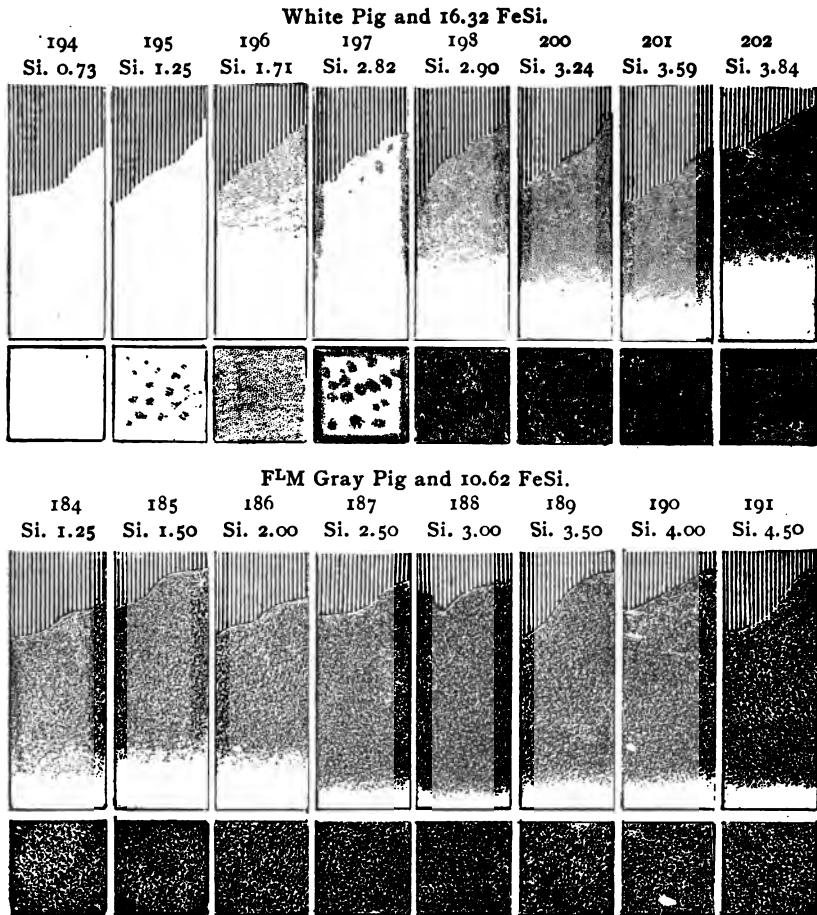 White Pig and 16.32 FeSi.
194 195 196 197 198 200 201 202
Si. 0.73 Si. 1.25 Si. 1.71 Si. 2.82 Si. 2.90 Si. 3.24 Si. 3.59 Si. 3.84
FLM Gray Pig and 10.62 FeSi.
184 185 186 187 188 189 190 191
Si. 1.25 Si. 1.50 Si. 2.00 Si. 2.50 Si. 3.00 Si. 3.50 Si. 4.00 Si. 4.50